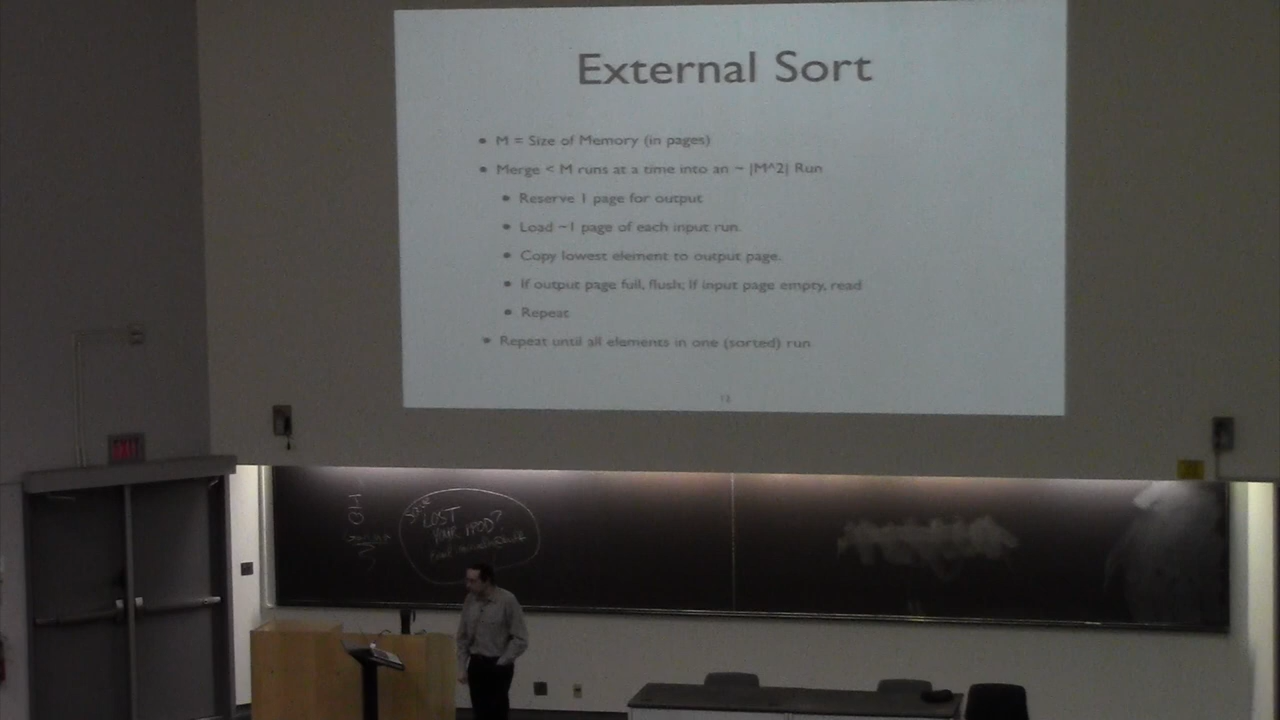 External Sort
• M = Size of Memory (in pages)
• Merge < M runs at a time into an ~ |M^2| Run
• Reserve 1 page for output
• Load ~1 page of each input run.
• Copy lowest element to output page.
• If output page full, flush; If input page empty, read
• Repeat
• Repeat until all elements in one (sorted) run
EXIT
LOST
YOUR IPOD?